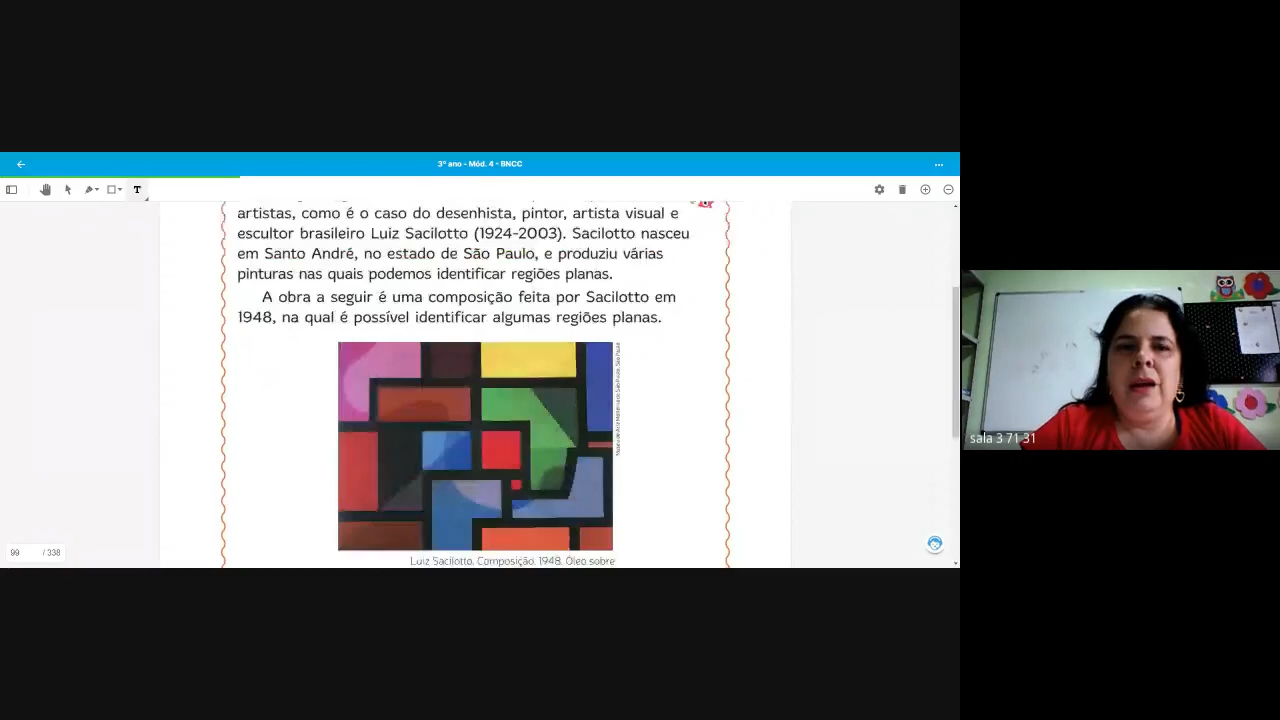 3º ano - Mód. 4 - BNCC
T
artistas, como é o caso do desenhista, pintor, artista visual e
escultor brasileiro Luiz Sacilotto (1924-2003). Sacilotto nasceu
em Santo André, no estado de São Paulo, e produziu várias
pinturas nas quais podemos identificar regiões planas.
A obra a seguir é uma composição feita por Sacilotto em
1948, na qual é possível identificar algumas regiões planas.
Luiz Sacilotto. Composição. 1948. Óleo sobre
99 / 338
sala 3 71 31